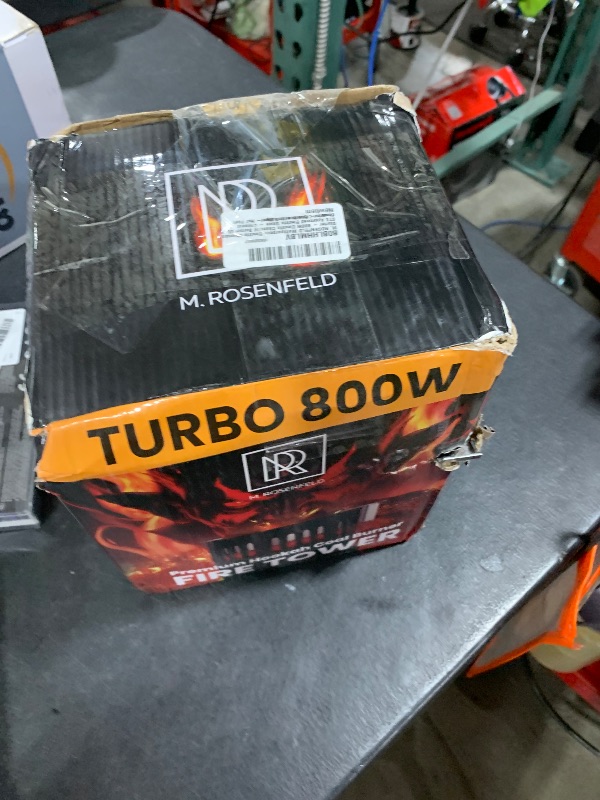 M. ROSENFELD
TURBO 800W
M. ROSENFELD
Premium Hookah Coal Burner
FIRE TOWER